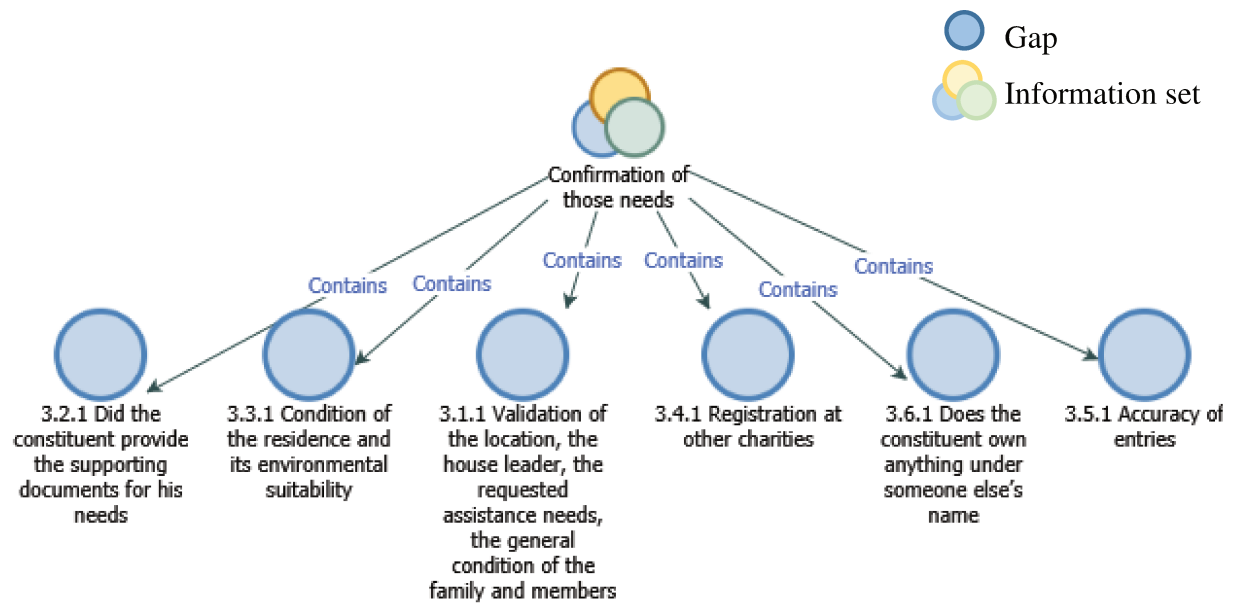 Gap
Information set
Confirmation of
those needs
Contains
Contains
Contains
Contains
Contains
Contains
3.2.1 Did the
constituent provide
the supporting
documents for his
needs
3.3.1 Condition of
the residence and
its environmental
suitability
3.1.1 Validation of
the location, the
house leader, the
requested
assistance needs,
the general
condition of the
family and members
3.4.1 Registration at
other charities
3.6.1 Does the
constituent own
anything under
someone else's
name
3.5.1 Accuracy of
entries